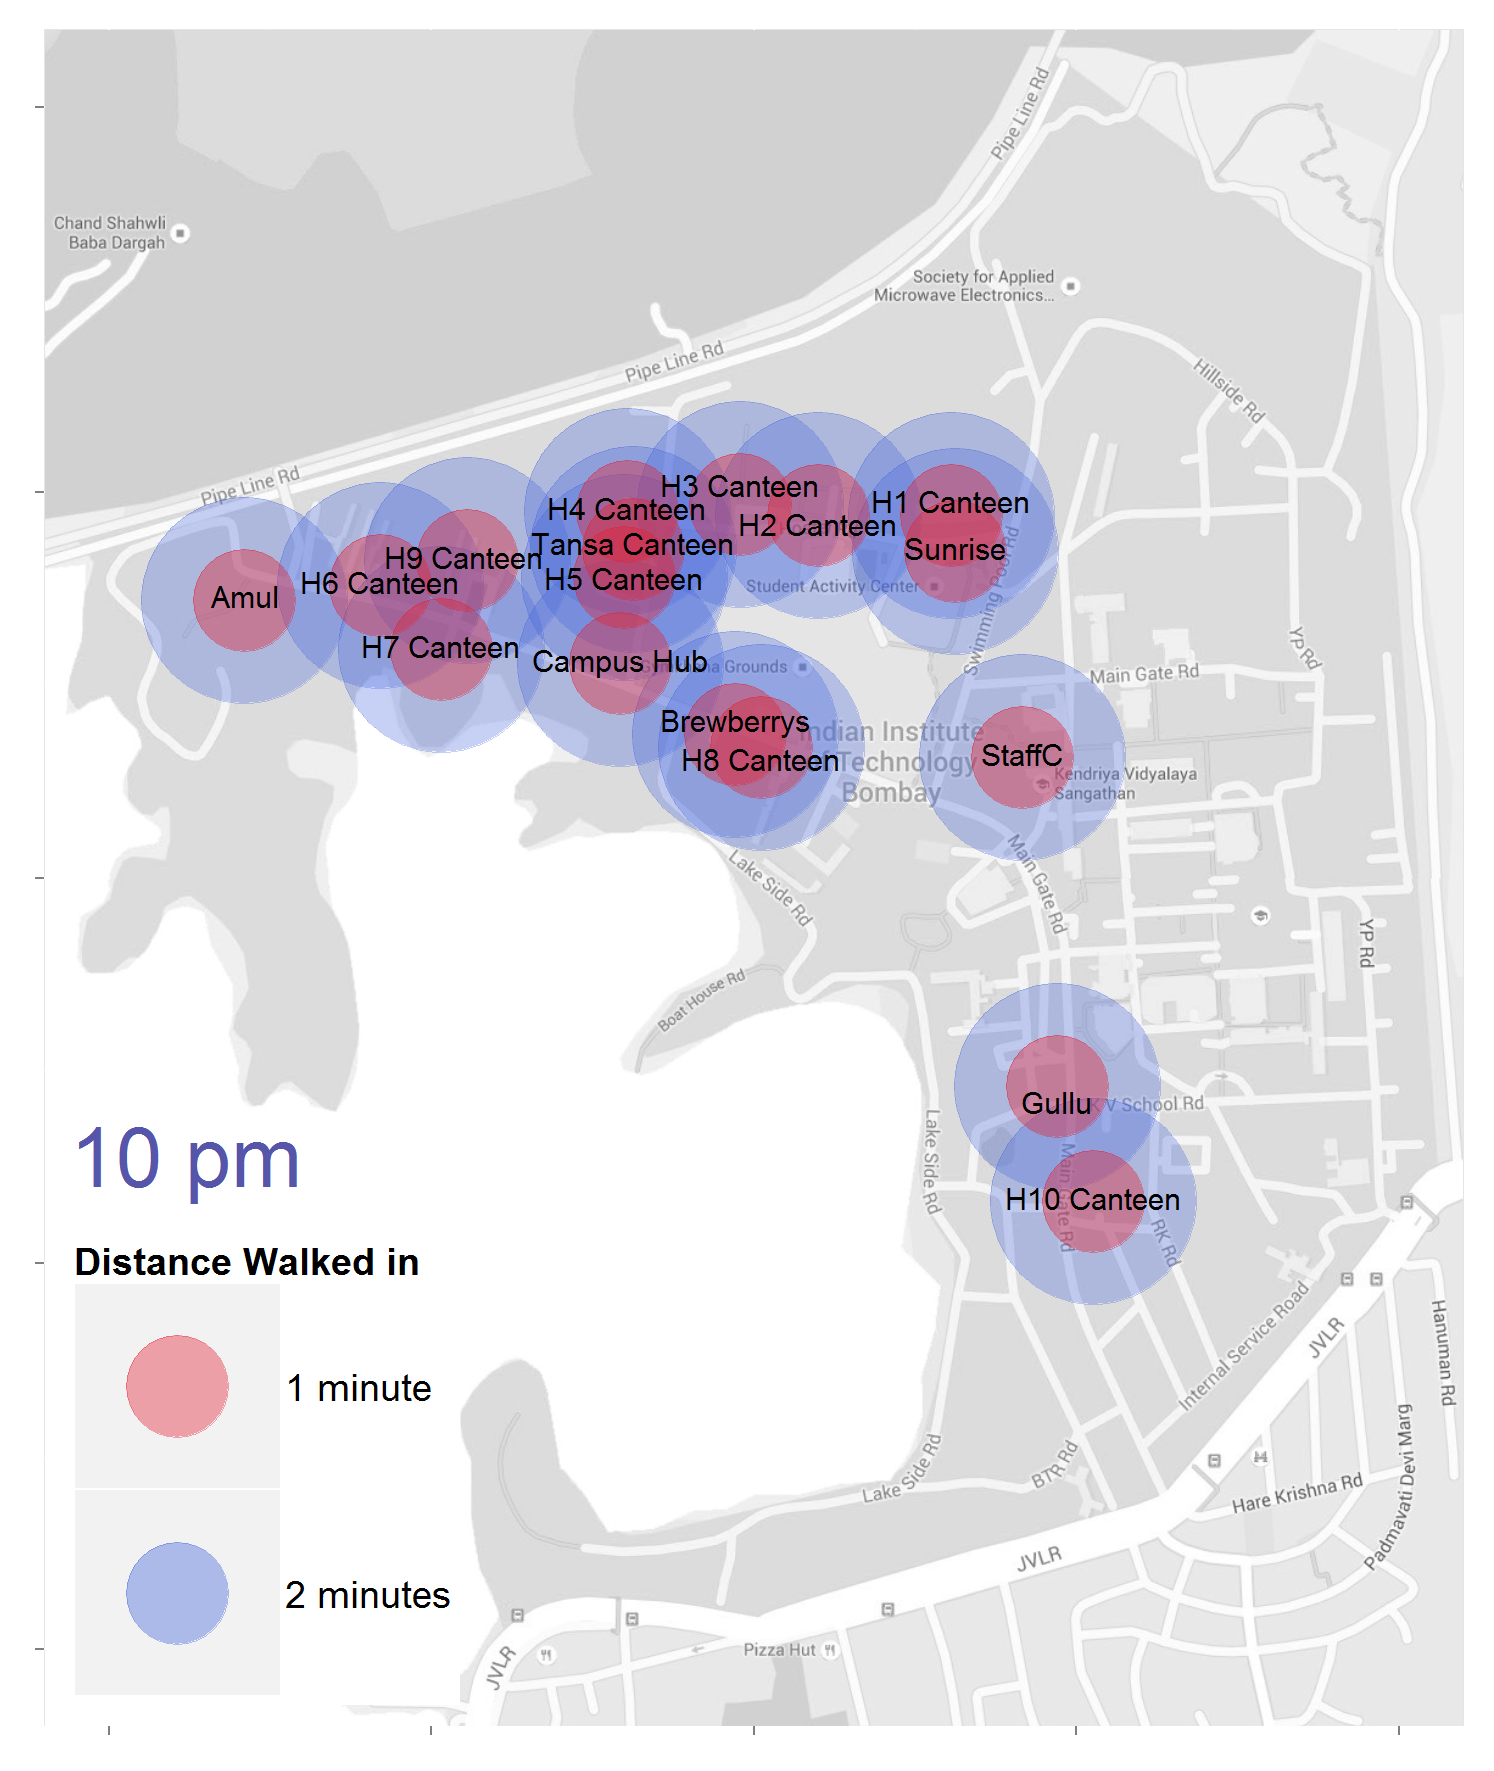 Pipe Line Rd
Chand Shahwli
Baba Dargah
Society for Applied
Microwave Electronics...
Pipe Line Rd
Hillside Rd
Pipe Line Rd
H3 Canteen
H4 Canteen
H1 Canteen
H2 Canteen
Tansa Canteen
Sunrise
H9 Canteen
H6 Canteen
H5 Canteen
Student Activity Center
Amul
Swimming Pool Rd
H7 Canteen
Campus Hub
Grounds
YP Rd
Main Gate Rd
Brewberrys
Indian Institute
of Technology
Bombay
H8 Canteen
StaffC
Kendriya Vidyalaya
Sangathan
Lake Side Rd
Main Gate Rd
YP Rd
Boat House Rd
Gullu
KV School Rd
Lake Side Rd
Main Gate Rd
H10 Canteen
RK Rd
10 pm
Distance Walked in
1 minute
2 minutes
Internal Service Road
JVLR
Hanuman Rd
Lake Side Rd
BTR Rd
Hare Krishna Rd
Padmavati Devi Marg
JVLR
JVLR
Pizza Hut